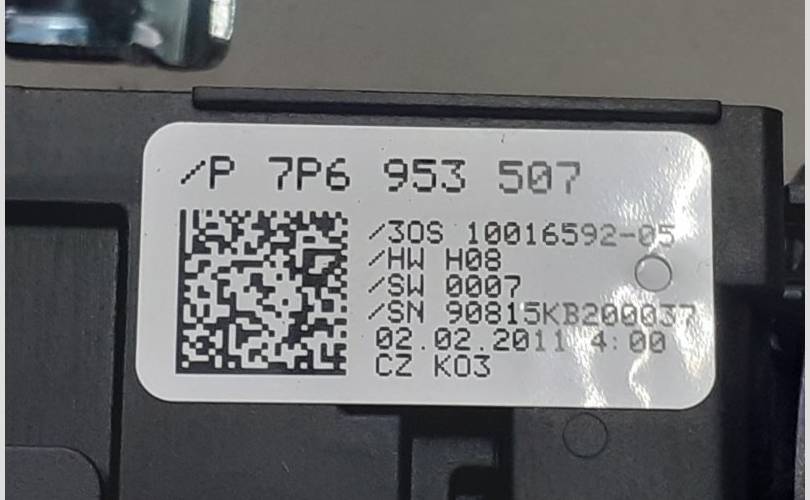 /P 7P6 953 507
/3OS 10016592-05
/HW H08
/SW 0007
/SN 90815KB200037
02.02.2011 4:00
CZ K03